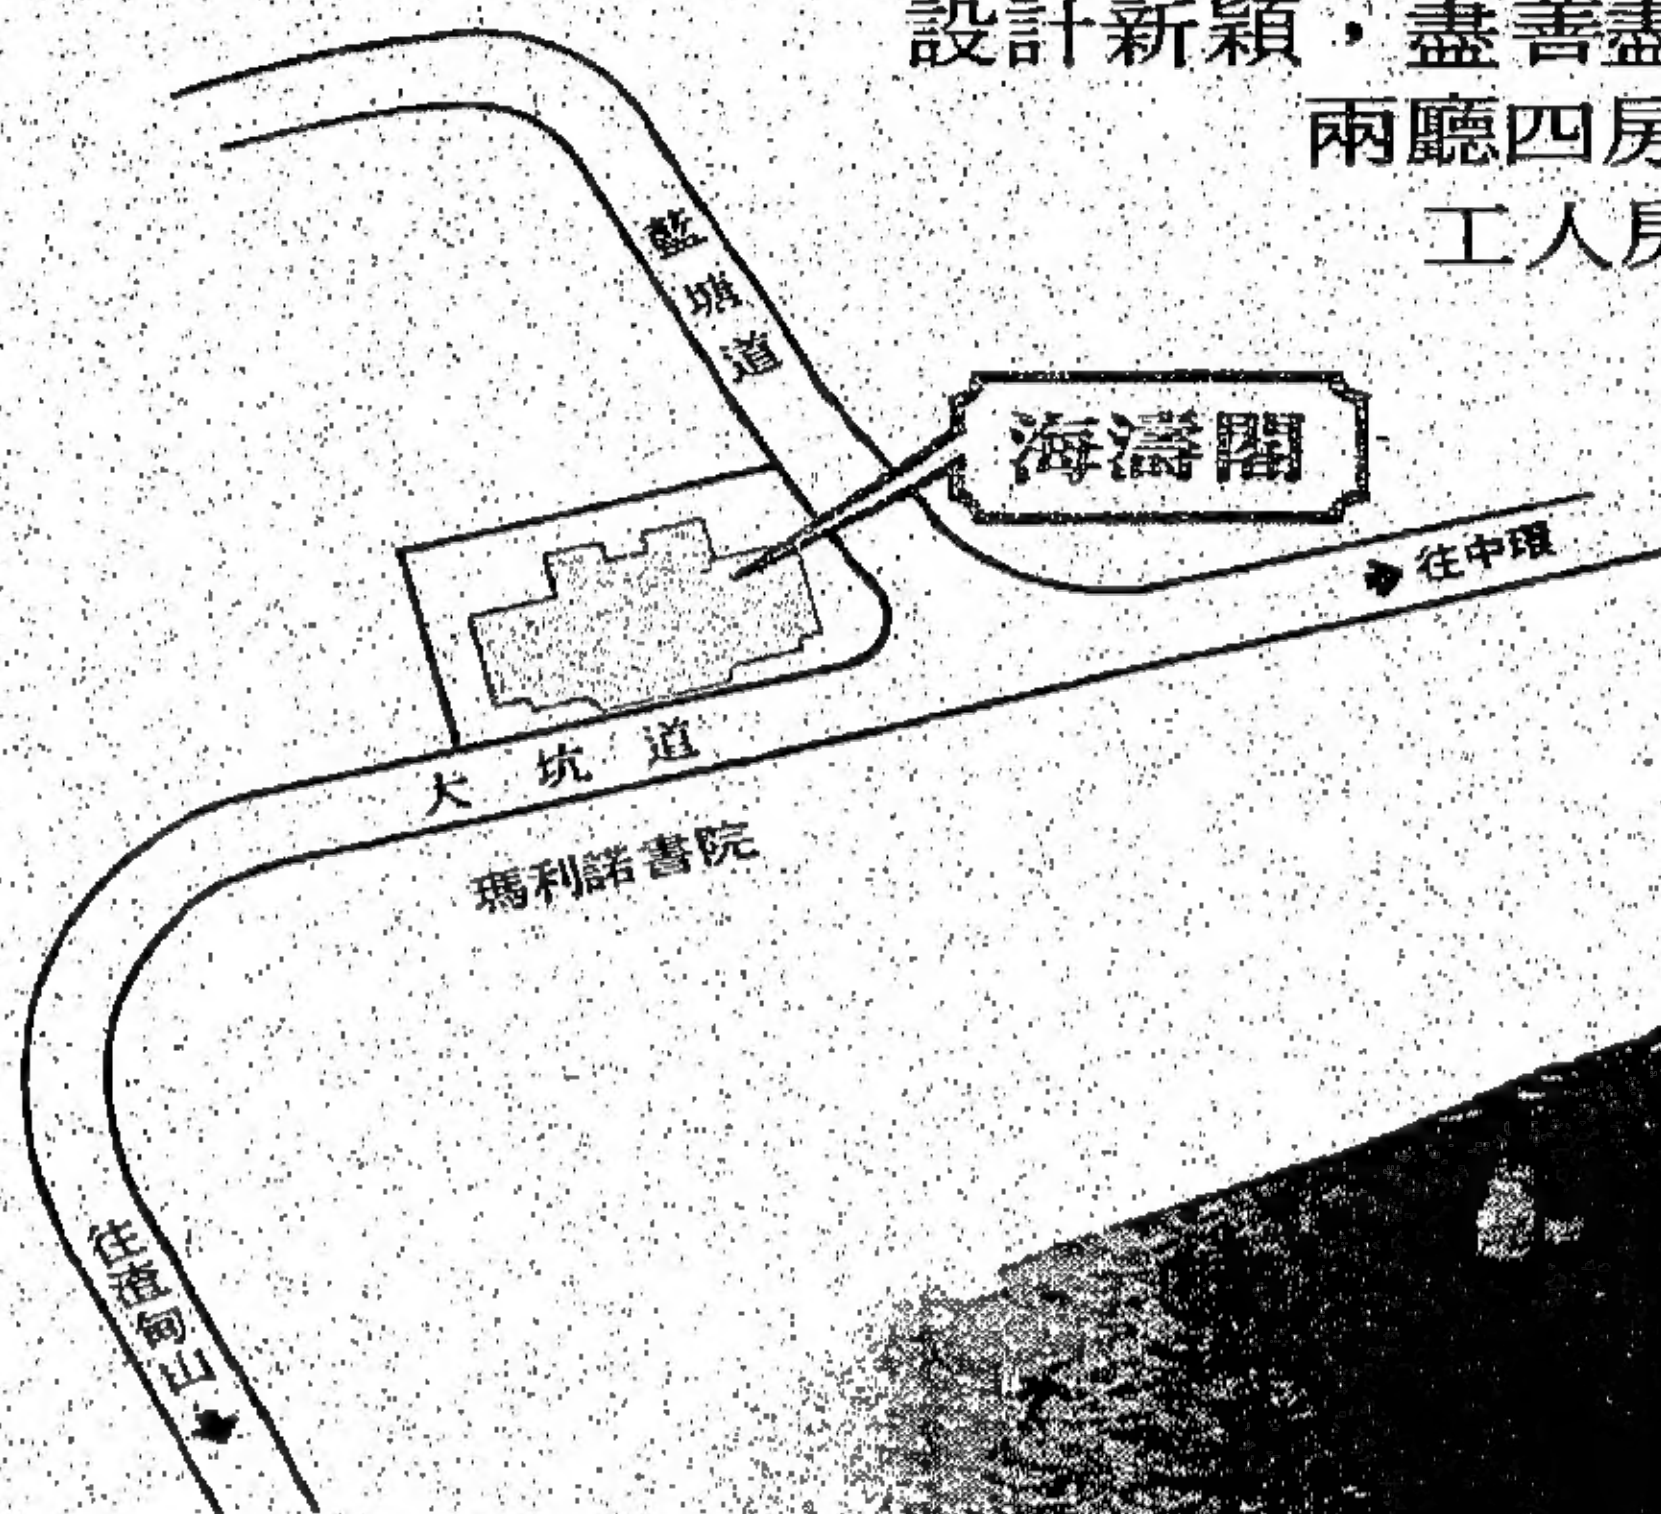 設計新穎・盡善盡
兩聽四房
工人房
藍塘道
海濤閣
往中環
大坑道
瑪利諾書院
往渣甸山